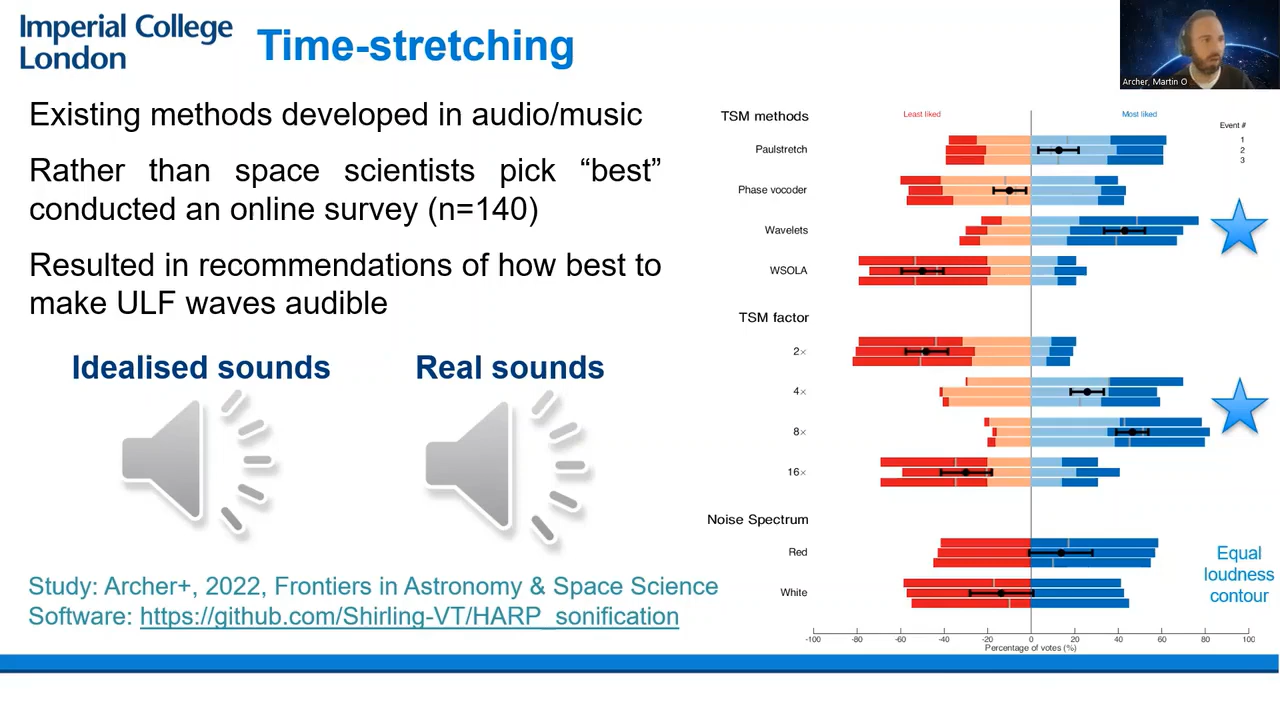 Imperial College
London
Time-stretching
Archer, Martin O
Existing methods developed in audio/music
Rather than space scientists pick “best”
conducted an online survey (n=140)
Resulted in recommendations of how best to
make ULF waves audible
Idealised sounds
Real sounds
Study: Archer+, 2022, Frontiers in Astronomy & Space Science
Software: https://github.com/Shirling-VT/HARP_sonification
TSM methods
Least liked
Most liked
Event #
1
2
3
Paulstretch
Phase vocoder
Wavelets
WSOLA
TSM factor
2×
4×
8×
16×
Noise Spectrum
Red
White
Equal
loudness
contour
-100 -80 -60 -40 -20 0 20 40 60 80 100
Percentage of votes (%)